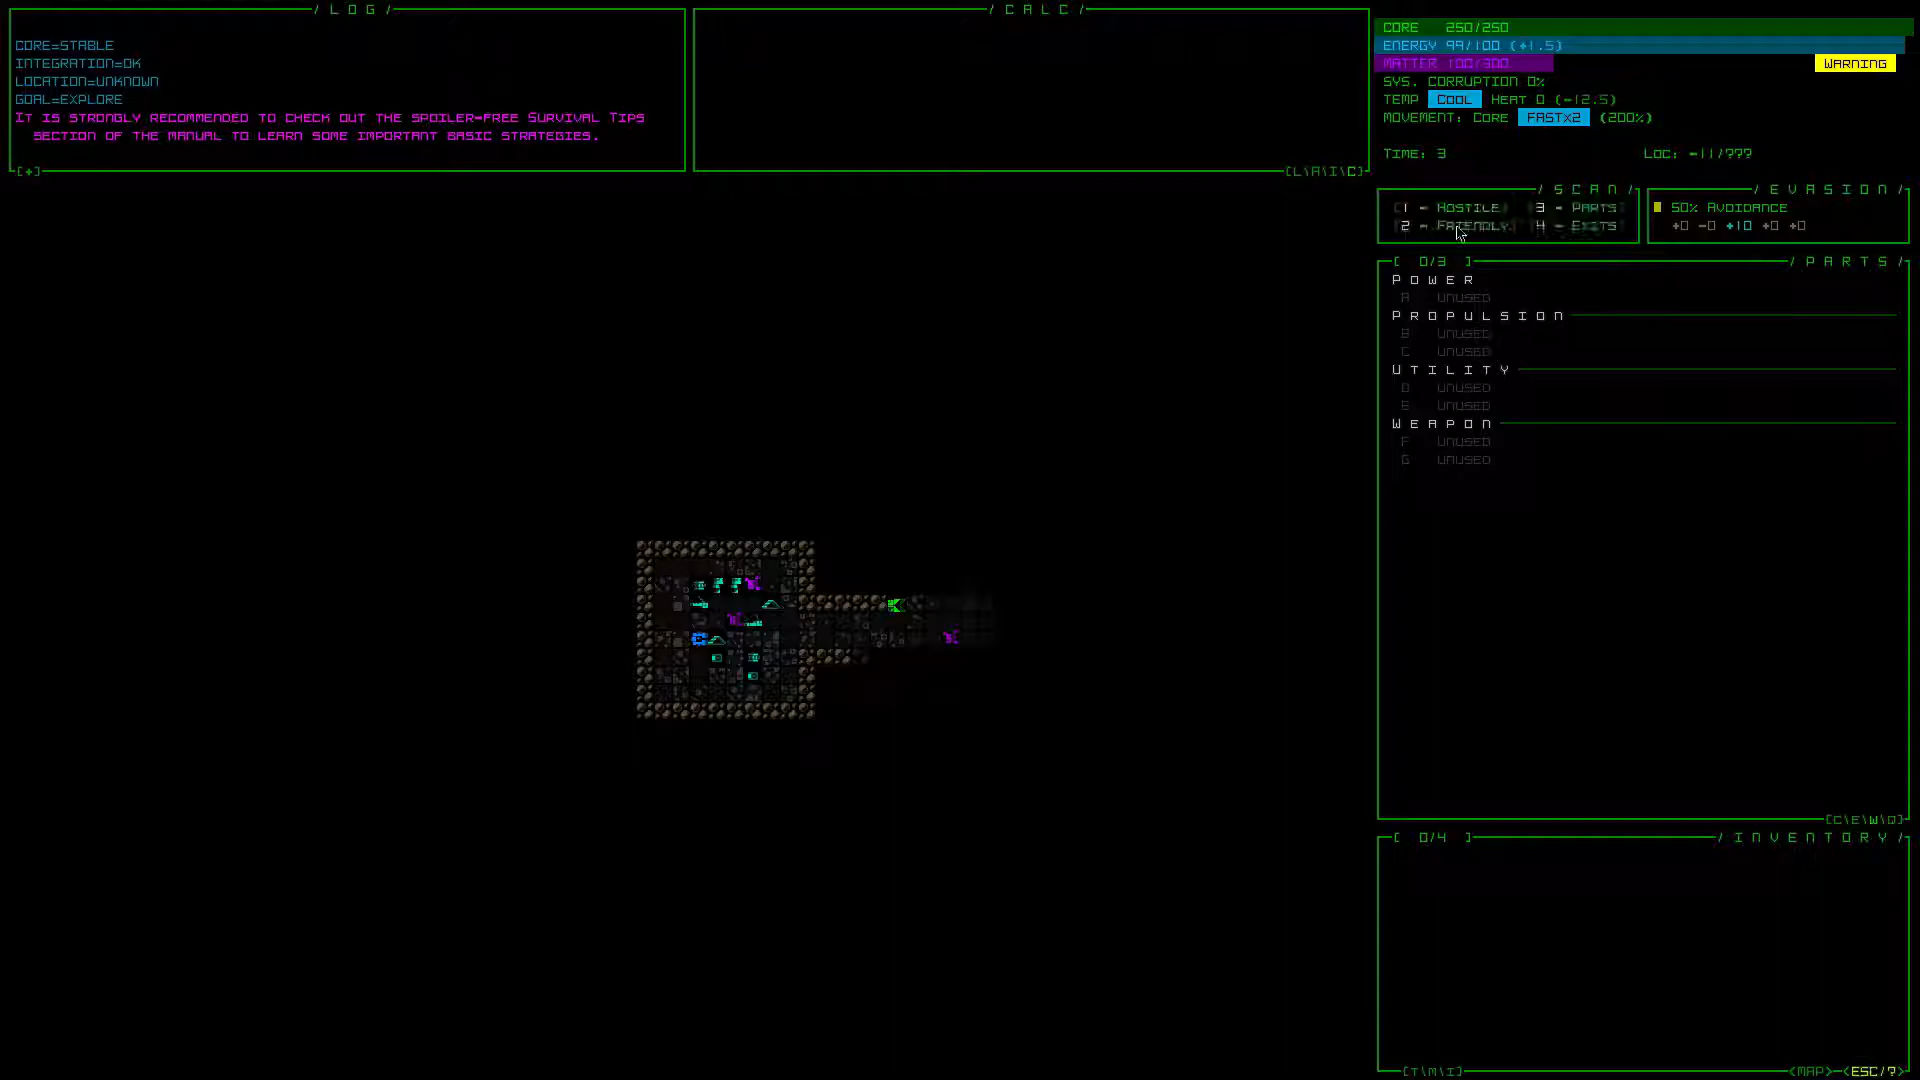 / L O G /
CORE=STABLE
INTEGRATION=OK
LOCATION=UNKNOWN
GOAL=EXPLORE
IT IS STRONGLY RECOMMENDED TO CHECK OUT THE SPOILER-FREE SURVIVAL TIPS
SECTION OF THE MANUAL TO LEARN SOME IMPORTANT BASIC STRATEGIES.
[+]
/ C A L C /
[L\A\I\C]
CORE 250/250
ENERGY 99/100 (+1.5)
MATTER 100/300 WARNING
SYS. CORRUPTION 0%
TEMP COOL HEAT 0 (-12.5)
MOVEMENT: CORE FASTX2 (200%)
TIME: 3 LOC: -11/???
/ S C A N /
1 - HOSTILE 3 - PARTS
2 - FRIENDLY 4 - EXITS
/ E V A S I O N /
50% AVOIDANCE
+0 -0 +10 +0 +0
[ 0/3 ] / P A R T S /
P O W E R
A UNUSED
P R O P U L S I O N
B UNUSED
C UNUSED
U T I L I T Y
D UNUSED
E UNUSED
W E A P O N
F UNUSED
G UNUSED
[C\E\W\Q]
[ 0/4 ] / I N V E N T O R Y /
[T\M\I] <MAP> <ESC/?>